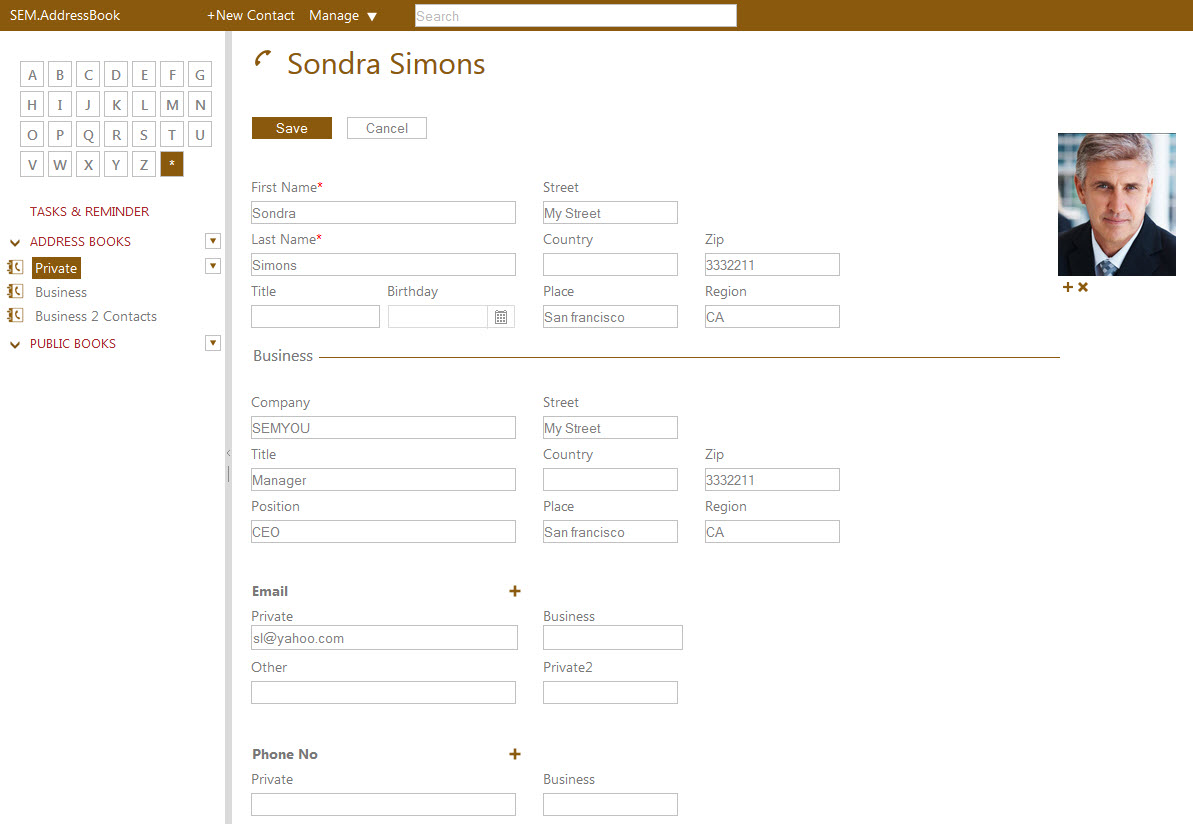 SEM.AddressBook +New Contact Manage ▼ Search
A B C D E F G
H I J K L M N
O P Q R S T U
V W X Y Z *
TASKS & REMINDER
ADDRESS BOOKS ▼
Private ▼
Business
Business 2 Contacts
PUBLIC BOOKS ▼
Sondra Simons
Save Cancel
First Name* Street
Sondra My Street
Last Name* Country Zip
Simons 3332211
Title Birthday Place Region
San francisco CA
Business
Company Street
SEMYOU My Street
Title Country Zip
Manager 3332211
Position Place Region
CEO San francisco CA
Email +
Private Business
sl@yahoo.com
Other Private2
Phone No +
Private Business